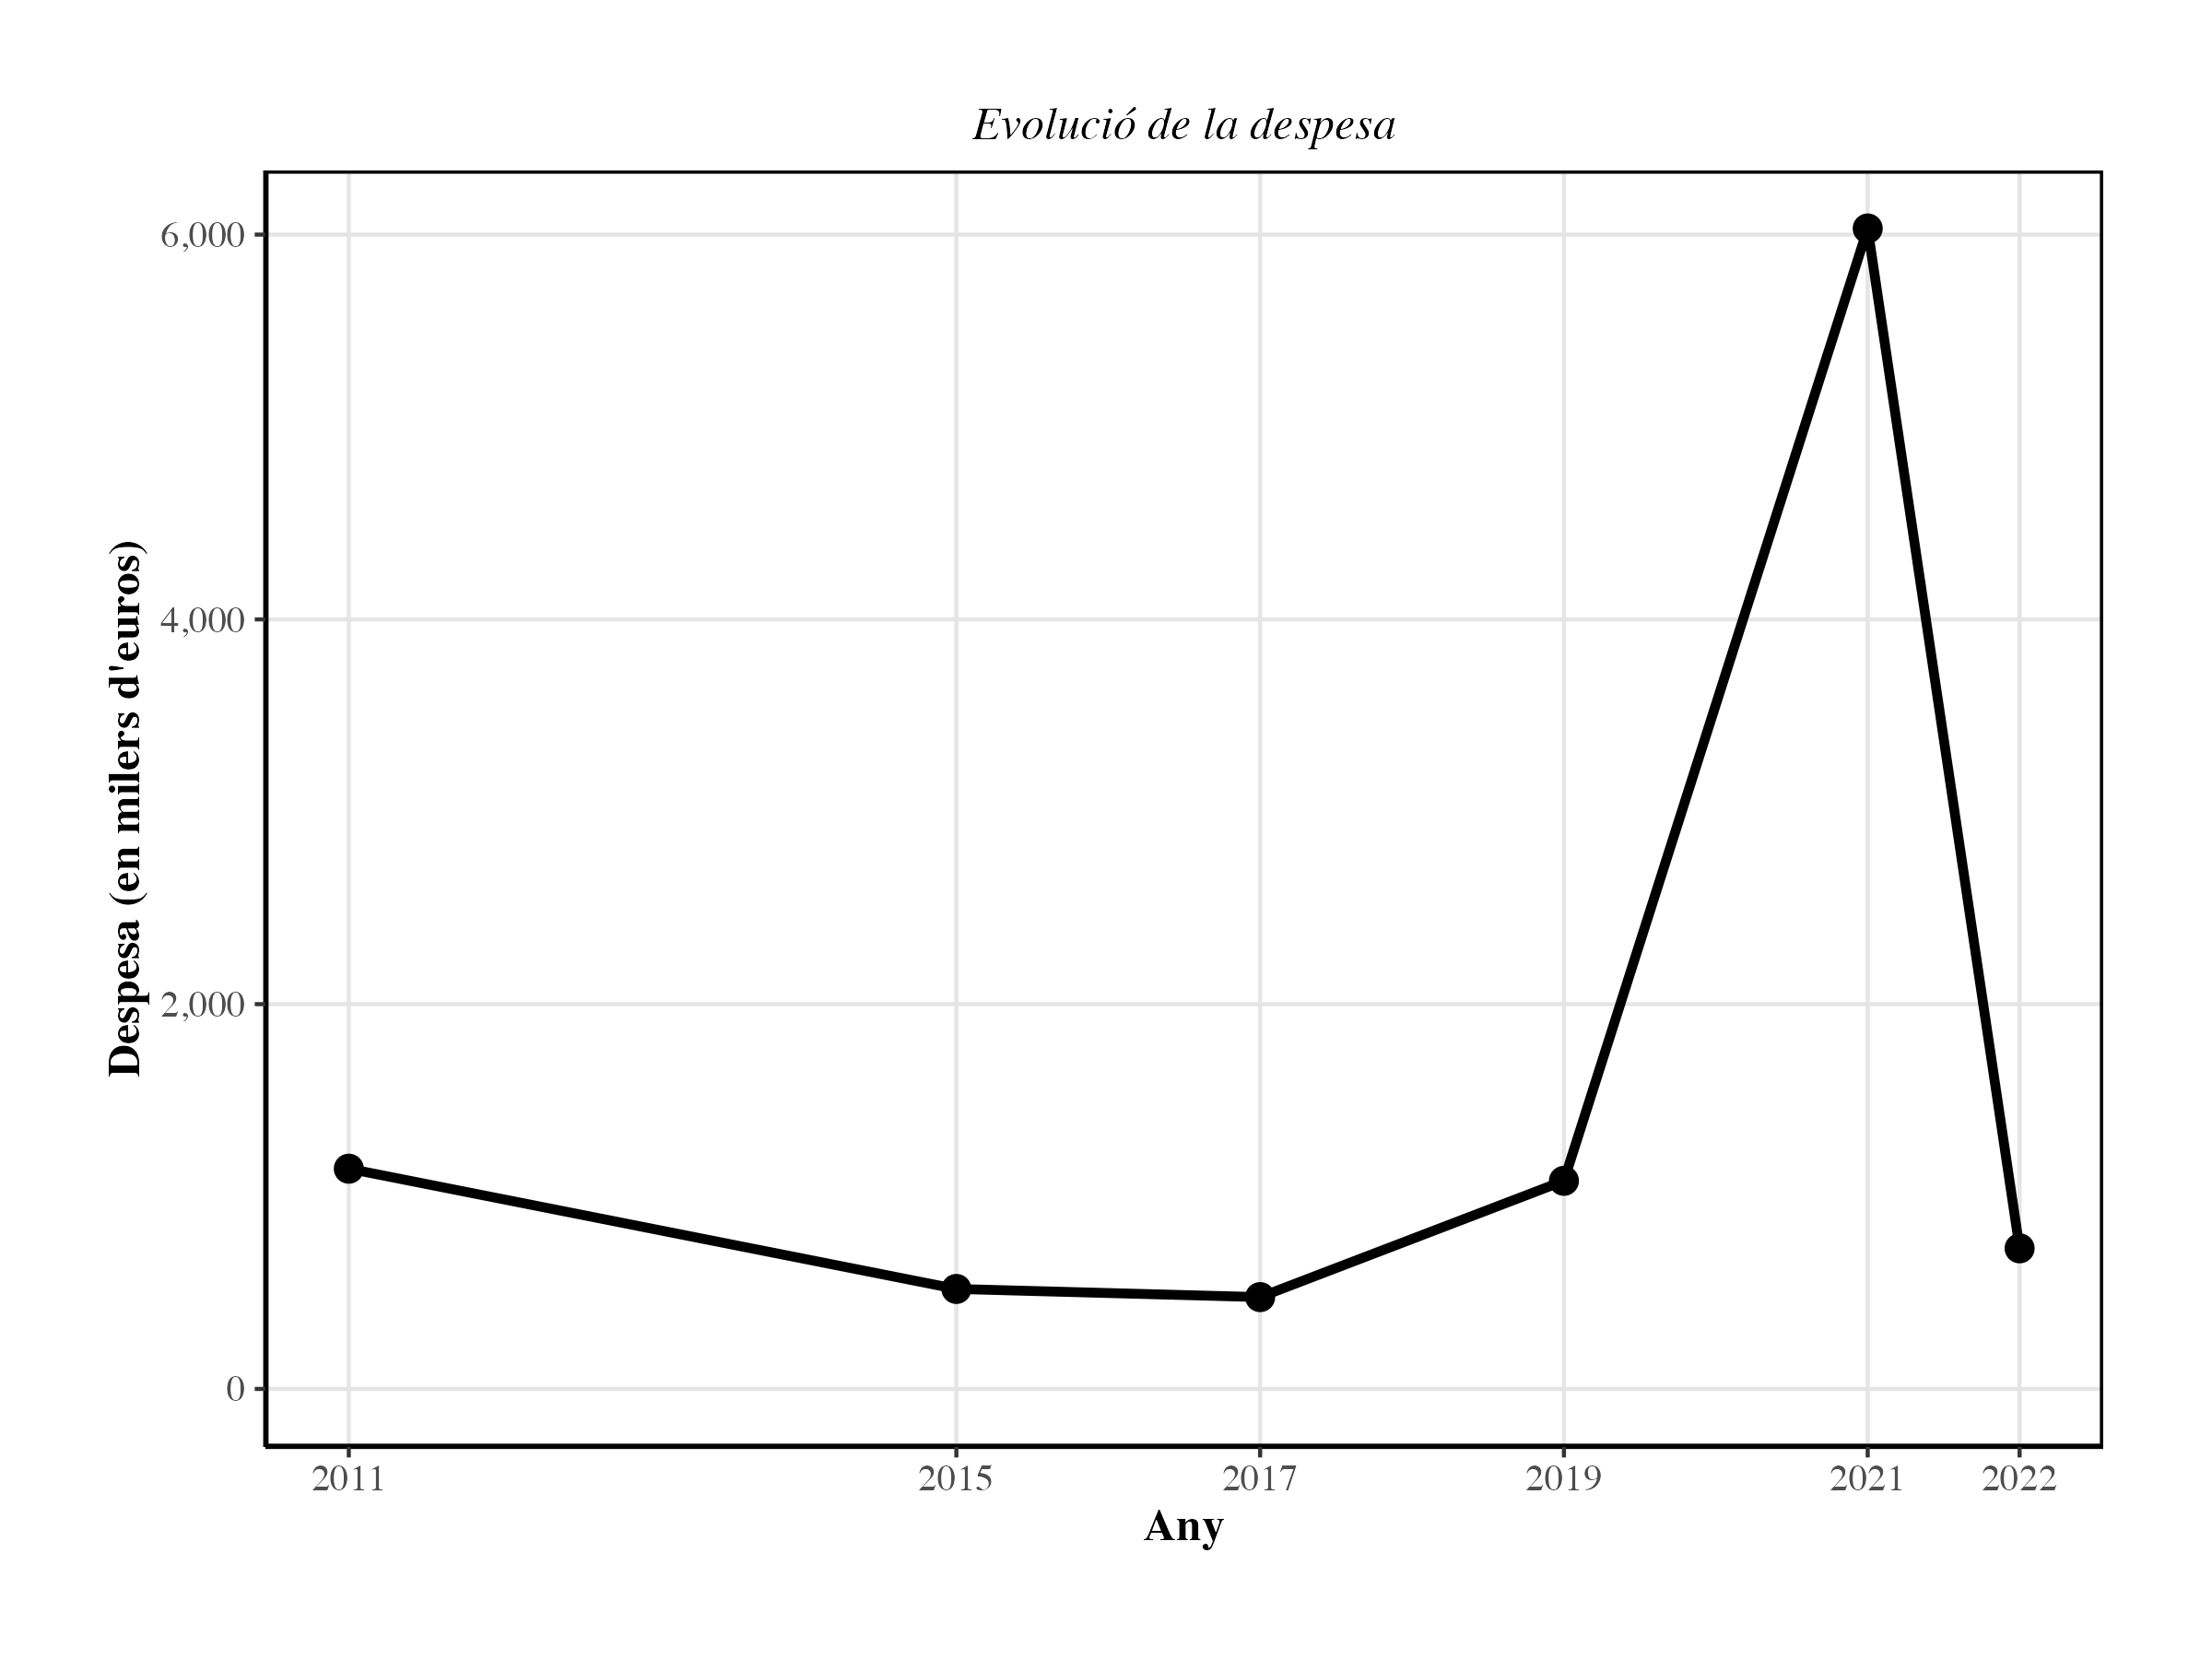 Evolució de la despesa
Despesa (en milers d'euros)
6,000
4,000
2,000
0
2011 2015 2017 2019 2021 2022
Any